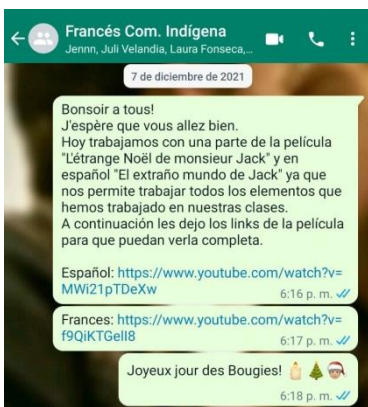 Francés Com. Indígena
Jennn, Juli Velandia, Laura Fonseca,...
7 de diciembre de 2021
Bonsoir a tous!
J'espère que vous allez bien.
Hoy trabajamos con una parte de la película
"L'étrange Noël de monsieur Jack" y en
español "El extraño mundo de Jack" ya que
nos permite trabajar todos los elementos que
hemos trabajado en nuestras clases.
A continuación les dejo los links de la película
para que puedan verla completa.
Español: https://www.youtube.com/watch?v=
MWi21pTDeXw
6:16 p. m.
Frances: https://www.youtube.com/watch?v=
f9QiKTGell8
6:17 p. m.
Joyeux jour des Bougies! 🕯️🎄🎅
6:18 p. m.